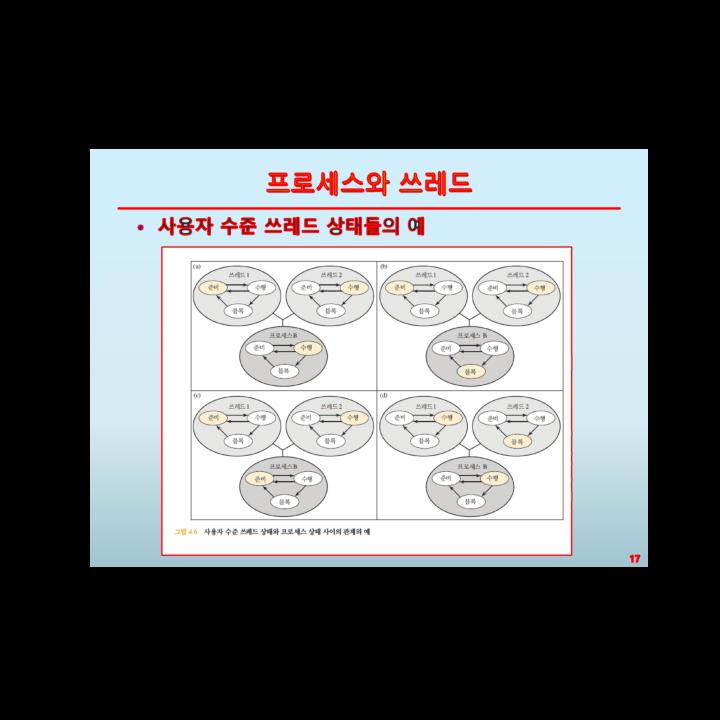 프로세스와 쓰레드
• 사용자 수준 쓰레드 상태들의 예
(a)
쓰레드 1
준비
수행
블록
쓰레드 2
준비
수행
블록
프로세스 B
준비
수행
블록
(b)
쓰레드 1
준비
수행
블록
쓰레드 2
준비
수행
블록
프로세스 B
준비
수행
블록
(c)
쓰레드 1
준비
수행
블록
쓰레드 2
준비
수행
블록
프로세스 B
준비
수행
블록
(d)
쓰레드 1
준비
수행
블록
쓰레드 2
준비
수행
블록
프로세스 B
준비
수행
블록
그림 4.6 사용자 수준 쓰레드 상태와 프로세스 상태 사이의 관계의 예
17